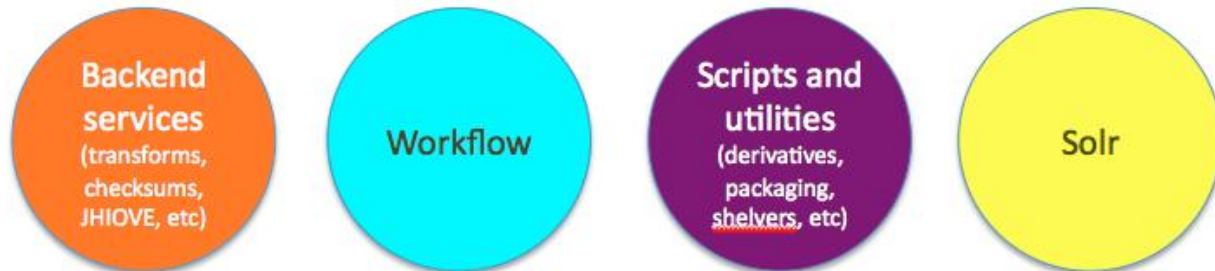 Backend
services
(transforms,
checksums,
JHIOVE, etc)
Workflow
Scripts and
utilities
(derivatives,
packaging,
shelvers, etc)
Solr